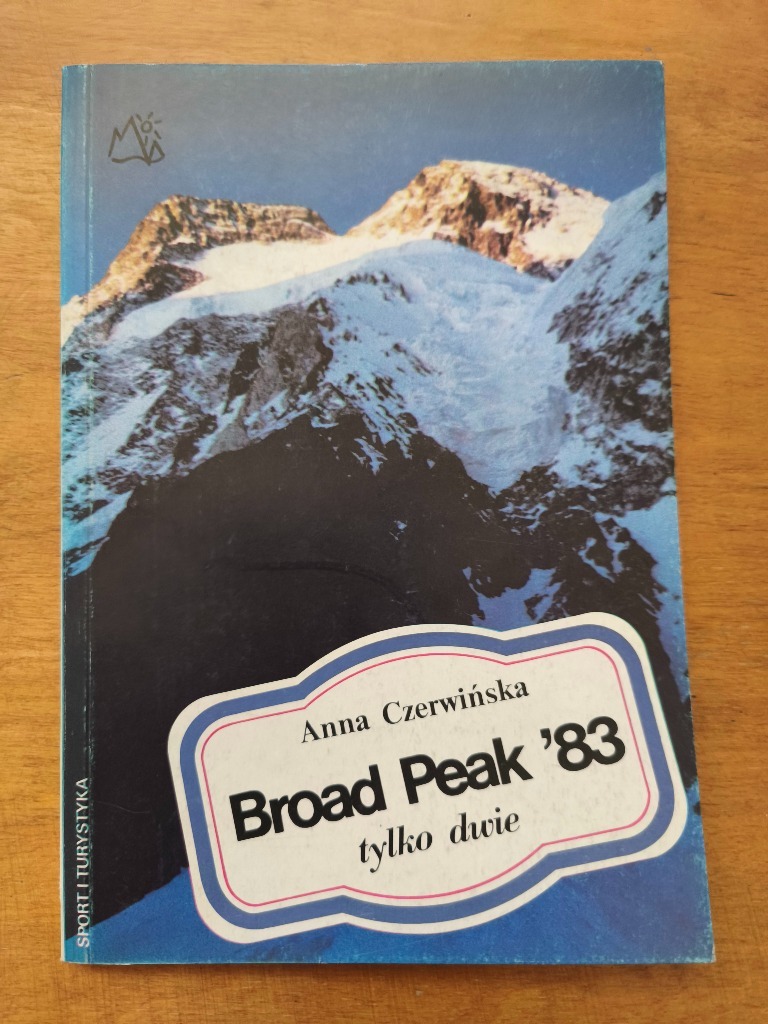 Anna Czerwińska
Broad Peak '83
tylko dwie
SPORT I TURYSTYKA